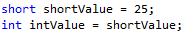 short shortValue = 25;
int intValue = shortValue;